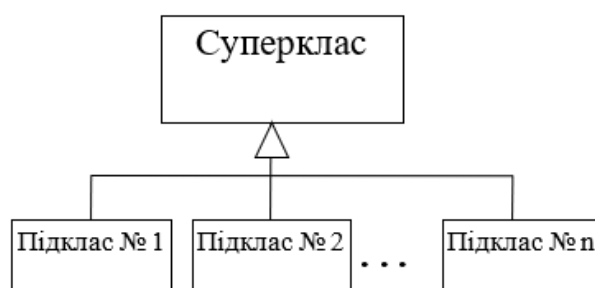 Суперклас
Підклас № 1
Підклас № 2
...
Підклас № n